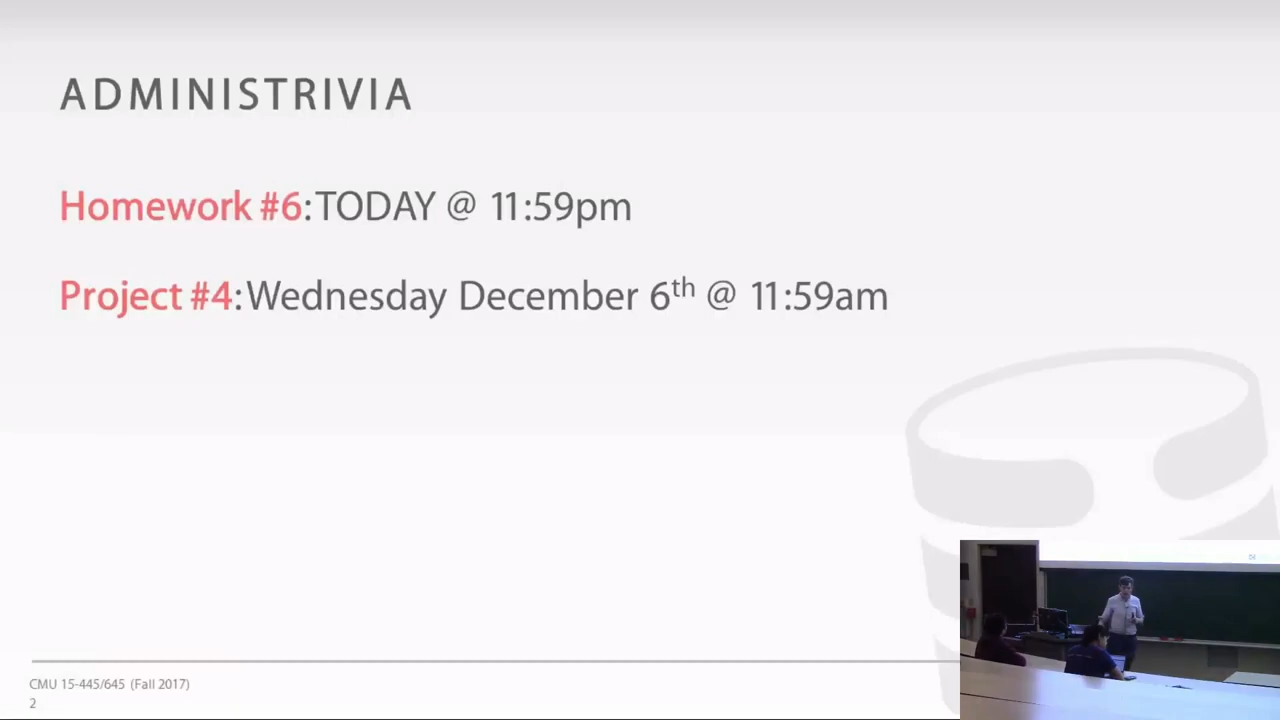 ADMINISTRIVIA
Homework #6: TODAY @ 11:59pm
Project #4: Wednesday December 6th @ 11:59am
CMU 15-445/645 (Fall 2017)
2